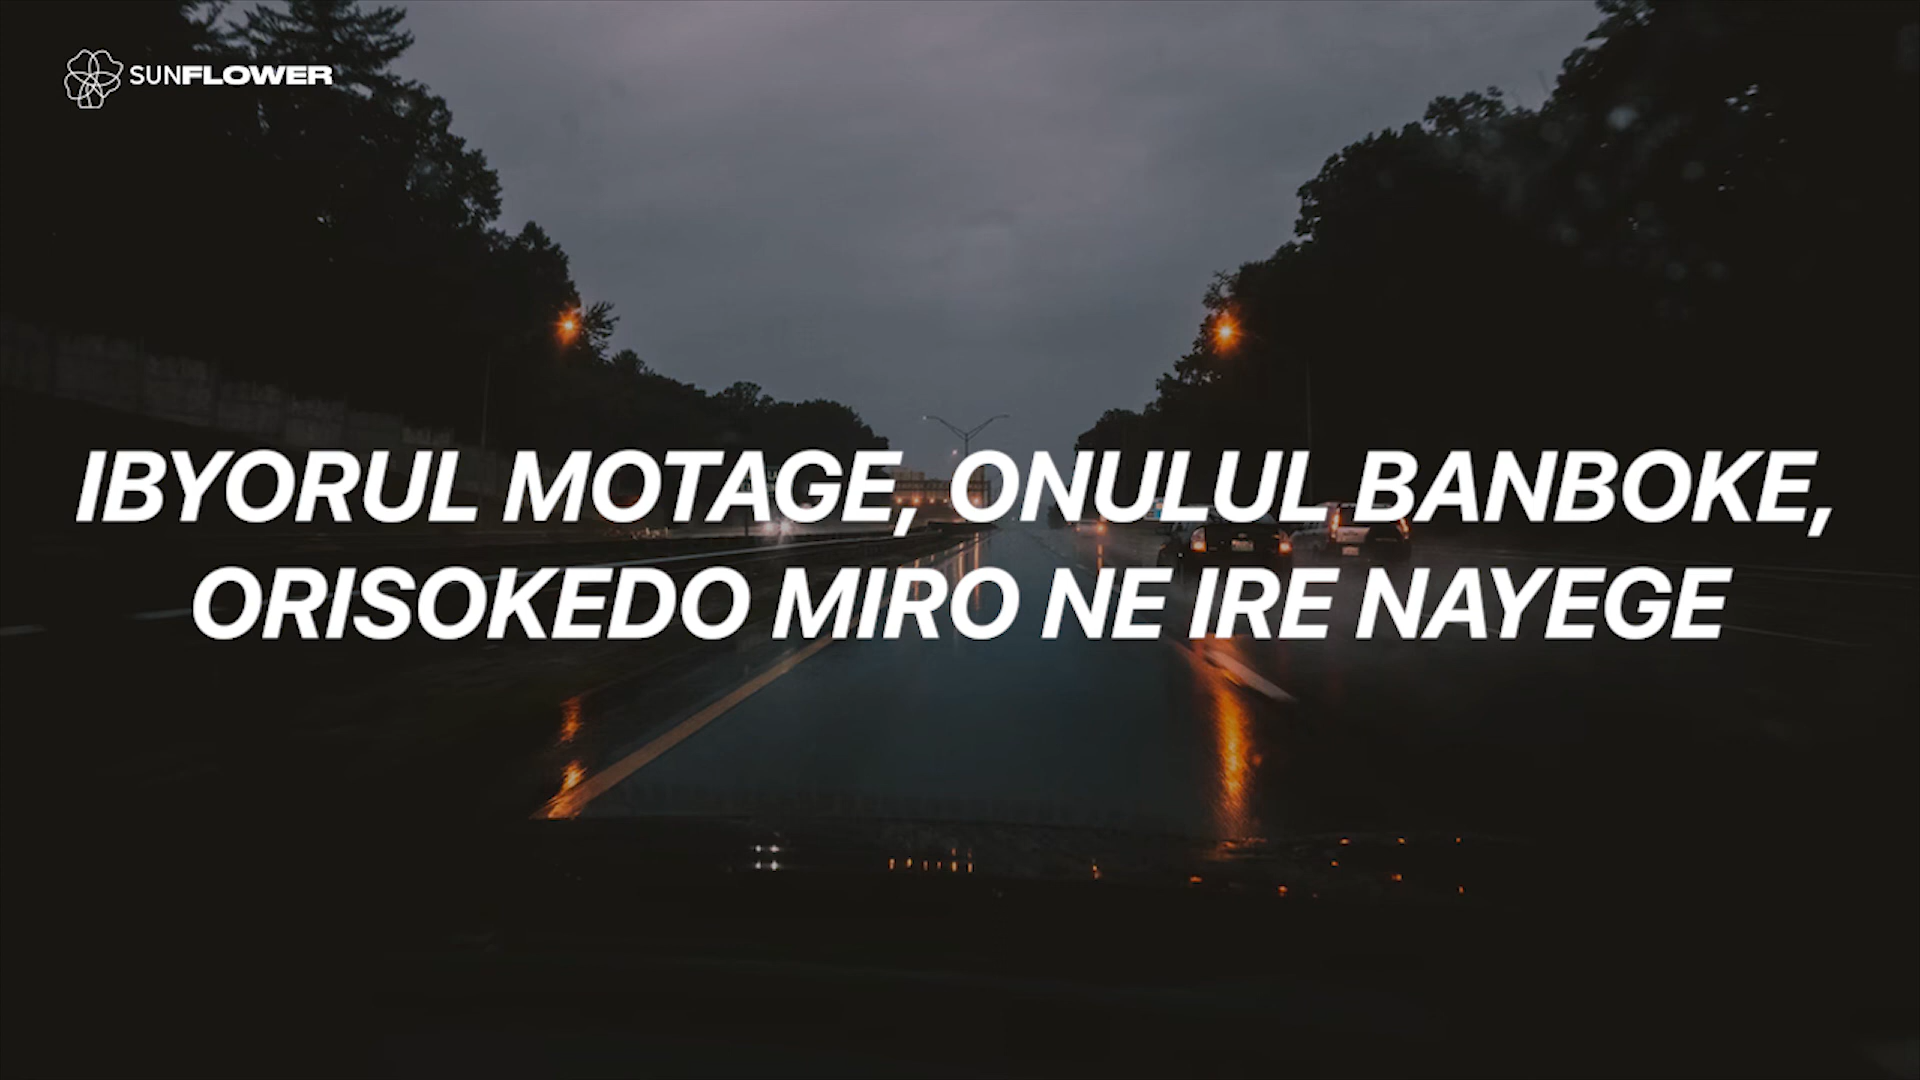 SUNFLOWER
IBYORUL MOTAGE, ONULUL BANBOKE,
ORISOKEDO MIRO NE IRE NAYEGE